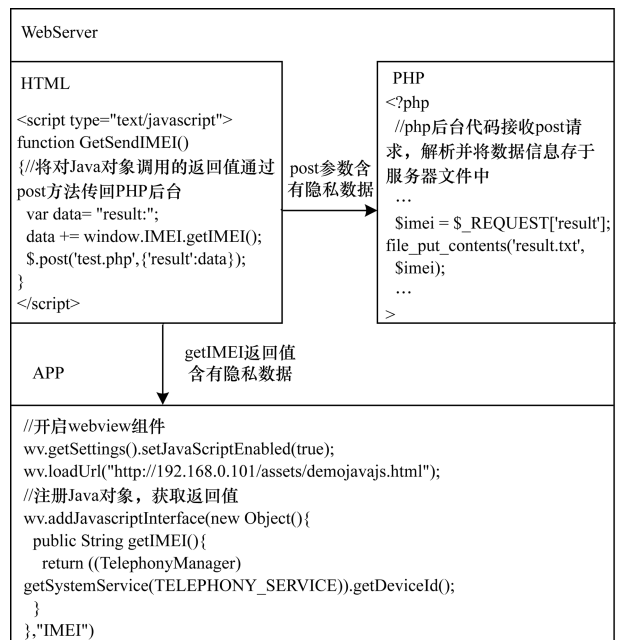 WebServer
HTML
<script type="text/javascript">
function GetSendIMEI()
{//将对Java对象调用的返回值通过
post方法传回PHP后台
var data= "result:";
data += window.IMEI.getIMEI();
$.post('test.php',{'result':data});
}
</script>
post参数含
有隐私数据
PHP
<?php
//php后台代码接收post请
求，解析并将数据信息存于
服务器文件中
…
$imei = $_REQUEST['result'];
file_put_contents('result.txt',
$imei);
…
>
getIMEI返回值
含有隐私数据
APP
//开启webview组件
wv.getSettings().setJavaScriptEnabled(true);
wv.loadUrl("http://192.168.0.101/assets/demojavajs.html");
//注册Java对象，获取返回值
wv.addJavascriptInterface(new Object(){
public String getIMEI(){
return ((TelephonyManager)
getSystemService(TELEPHONY_SERVICE)).getDeviceId();
}
},"IMEI")